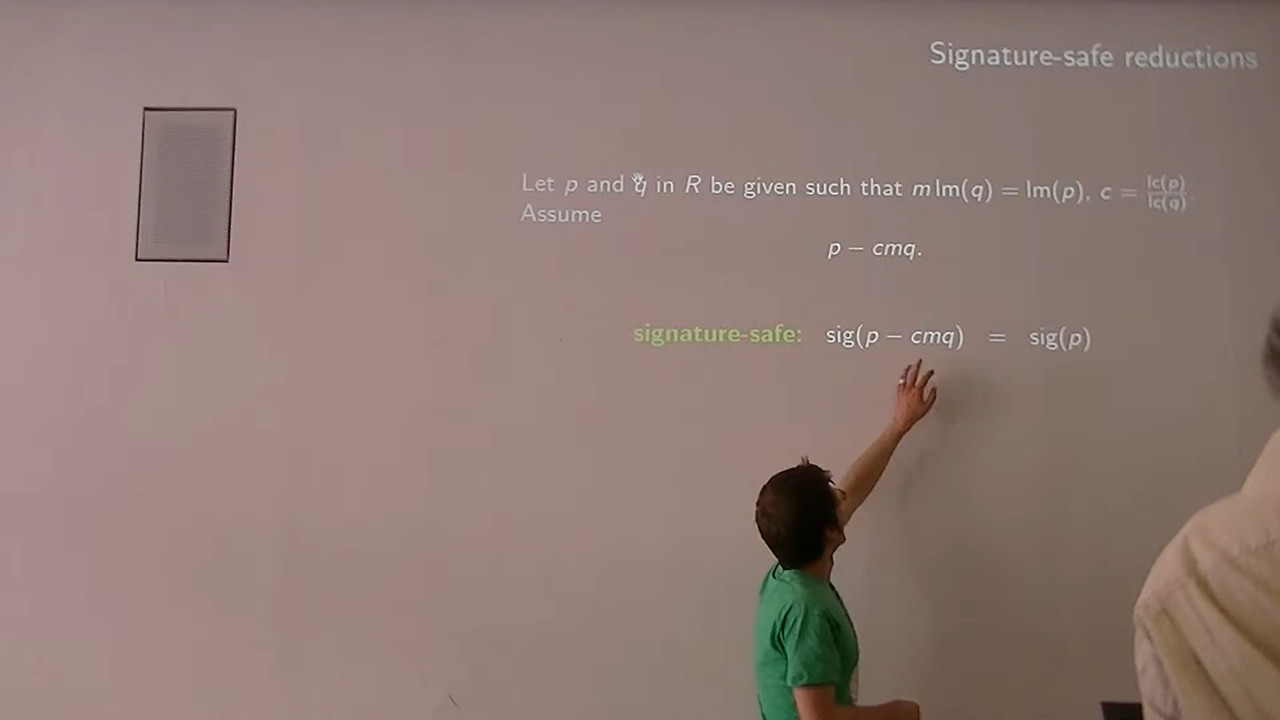 Signature-safe reductions
Let p and q in R be given such that m lm(q) = lm(p), c = lc(p)/lc(q).
Assume
p − cmq.
signature-safe: sig(p − cmq) = sig(p)